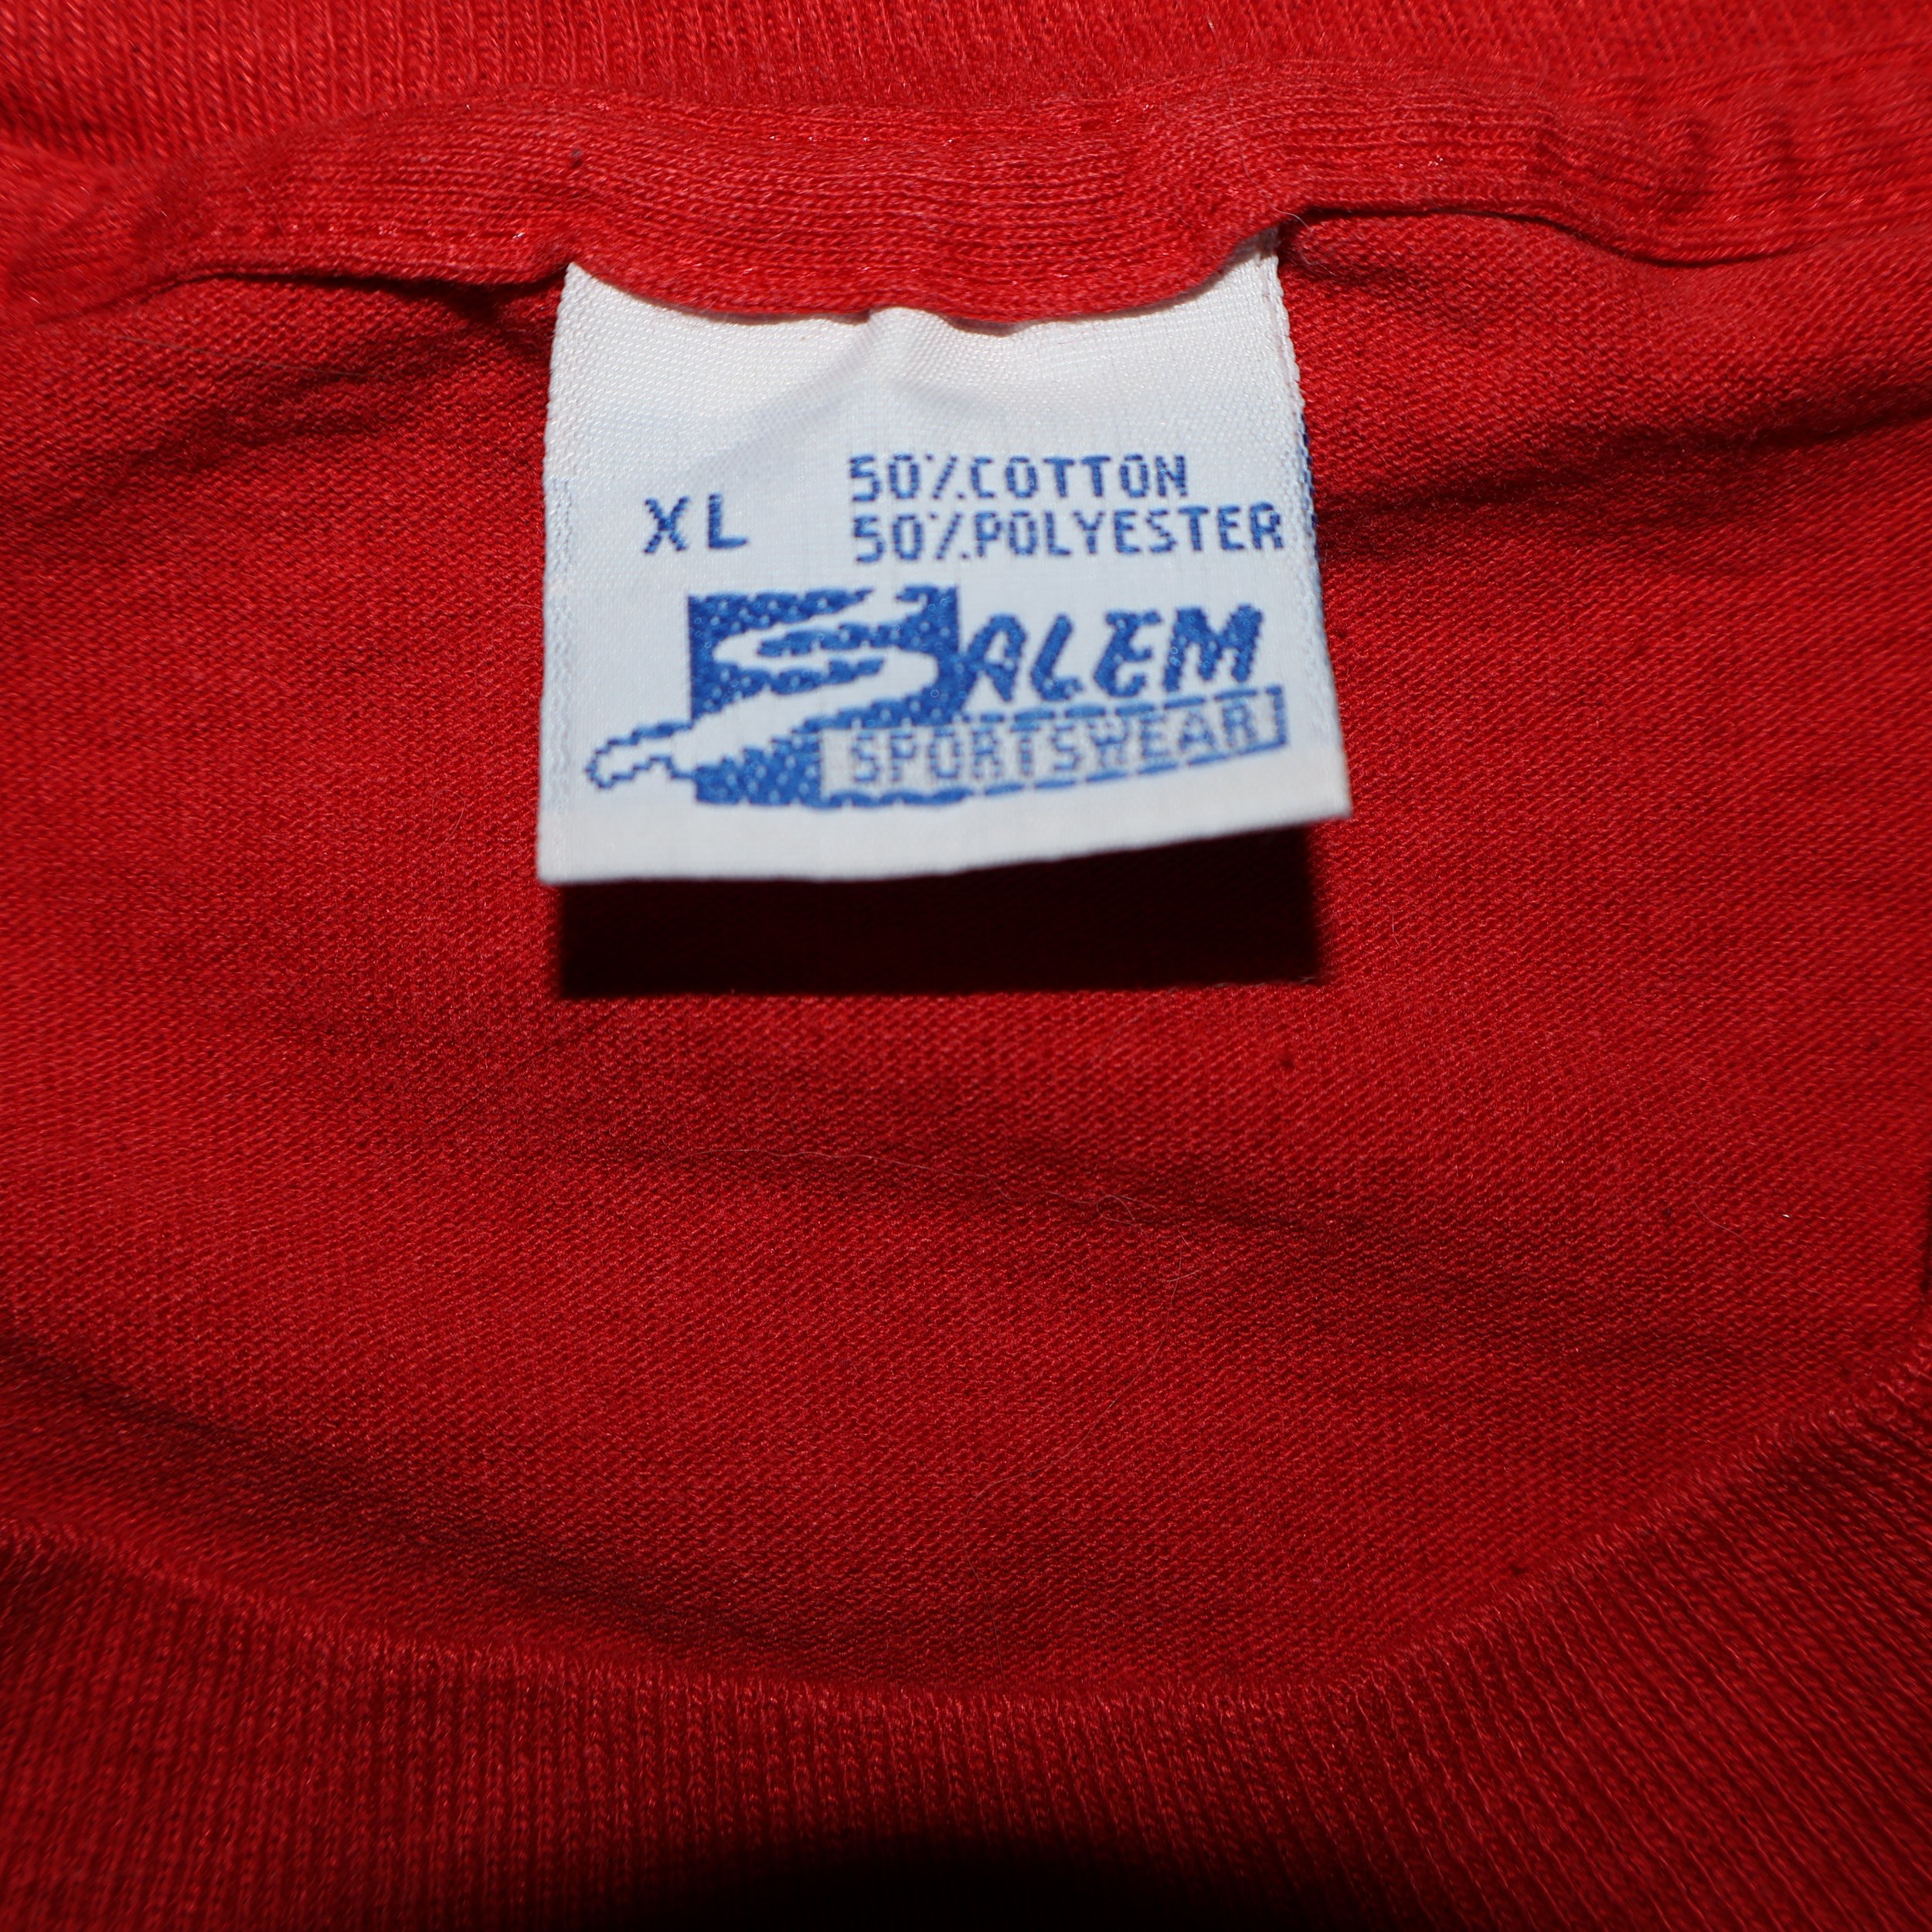 XL
50% COTTON
50% POLYESTER
SALEM
SPORTSWEAR